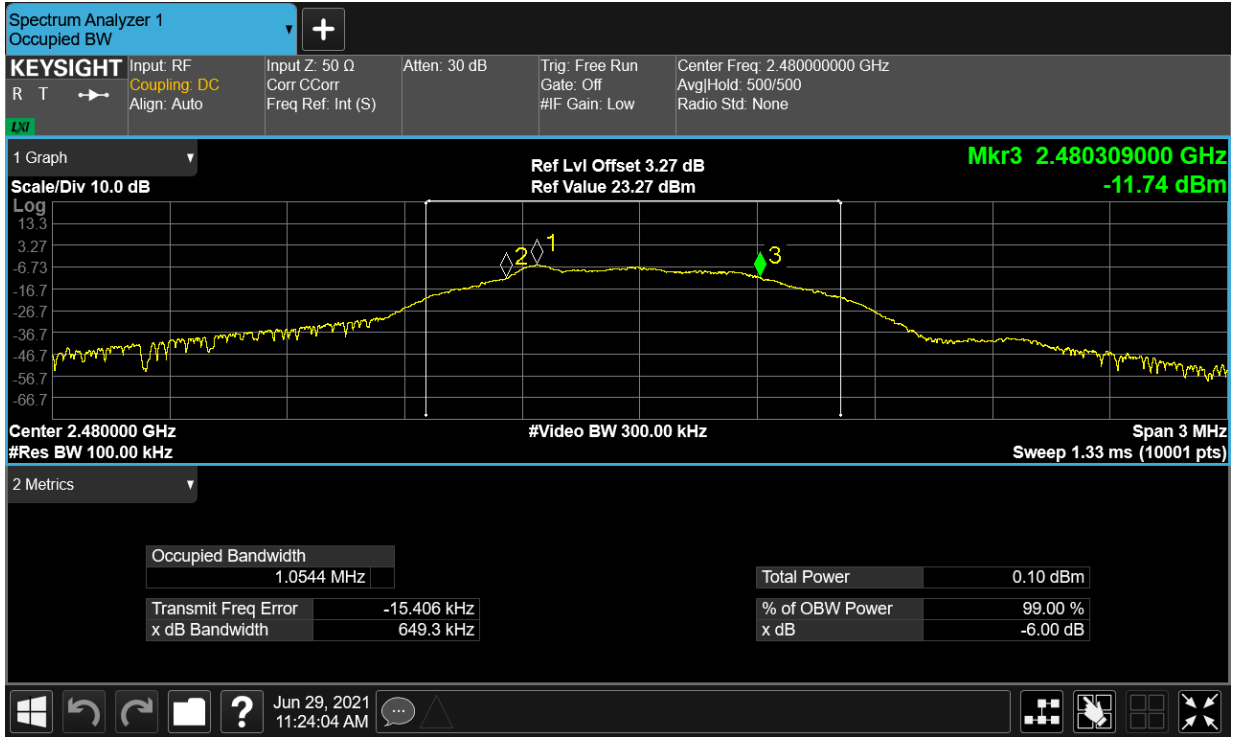 Spectrum Analyzer 1
Occupied BW
KEYSIGHT
R T
LXI
Input: RF
Coupling: DC
Align: Auto
Input Z: 50 Ω
Corr CCorr
Freq Ref: Int (S)
Atten: 30 dB
Trig: Free Run
Gate: Off
#IF Gain: Low
Center Freq: 2.480000000 GHz
Avg|Hold: 500/500
Radio Std: None
1 Graph
Scale/Div 10.0 dB
Ref Lvl Offset 3.27 dB
Ref Value 23.27 dBm
Mkr3 2.480309000 GHz
-11.74 dBm
Log
13.3
3.27
-6.73
-16.7
-26.7
-36.7
-46.7
-56.7
-66.7
2
1
3
Center 2.480000 GHz
#Res BW 100.00 kHz
#Video BW 300.00 kHz
Span 3 MHz
Sweep 1.33 ms (10001 pts)
2 Metrics
Occupied Bandwidth
1.0544 MHz
Transmit Freq Error -15.406 kHz
x dB Bandwidth 649.3 kHz
Total Power 0.10 dBm
% of OBW Power 99.00 %
x dB -6.00 dB
?
Jun 29, 2021
11:24:04 AM